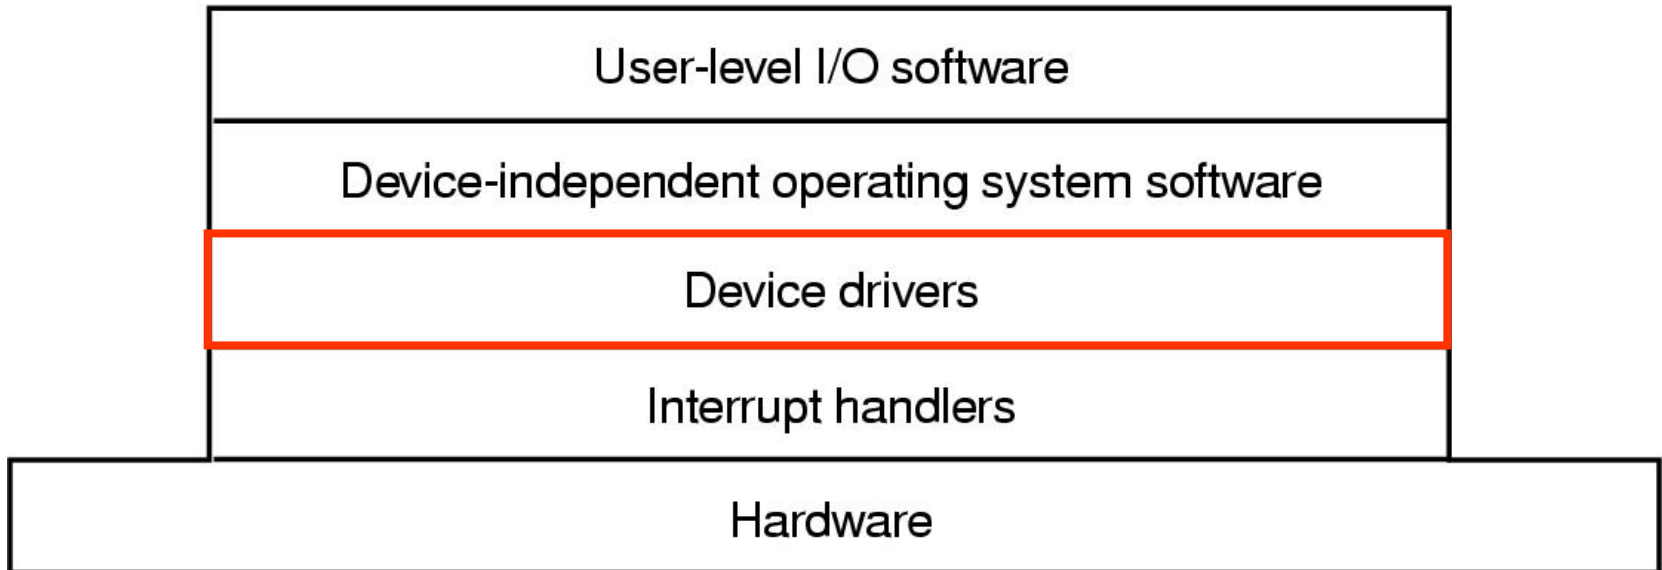 User-level I/O software
Device-independent operating system software
Device drivers
Interrupt handlers
Hardware